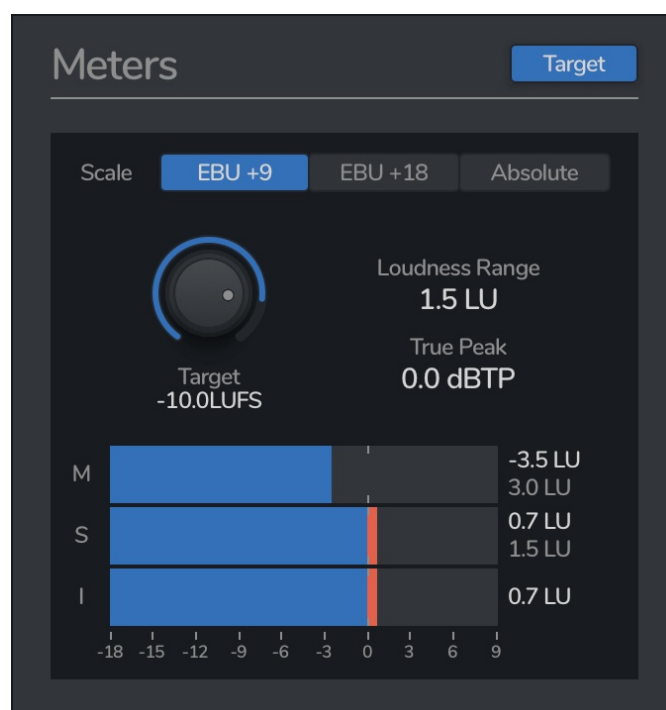 Meters
Target
Scale
EBU +9
EBU +18
Absolute
Loudness Range
1.5 LU
True Peak
0.0 dBTP
Target
-10.0LUFS
M
-3.5 LU
3.0 LU
S
0.7 LU
1.5 LU
I
0.7 LU
-18 -15 -12 -9 -6 -3 0 3 6 9